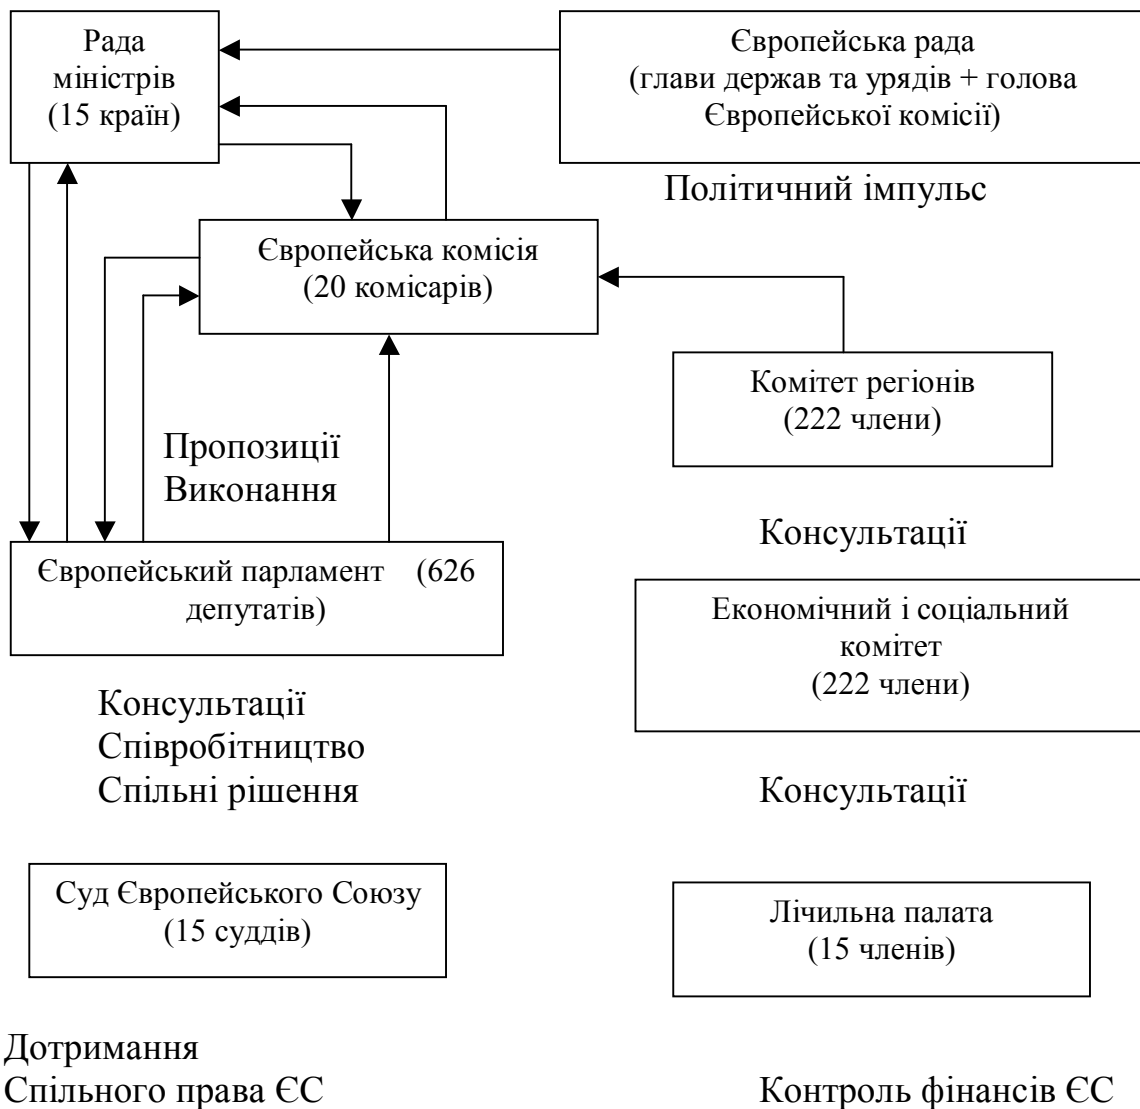 Рада
міністрів
(15 країн)
Європейська рада
(глави держав та урядів + голова
Європейської комісії)
Політичний імпульс
Європейська комісія
(20 комісарів)
Комітет регіонів
(222 члени)
Пропозиції
Виконання
Консультації
Європейський парламент (626
депутатів)
Економічний і соціальний
комітет
(222 члени)
Консультації
Співробітництво
Спільні рішення
Консультації
Суд Європейського Союзу
(15 суддів)
Лічильна палата
(15 членів)
Дотримання
Спільного права ЄС
Контроль фінансів ЄС